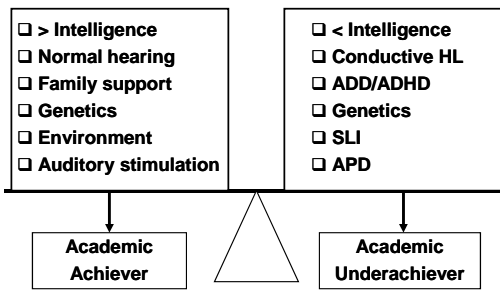 ❑ > Intelligence
❑ Normal hearing
❑ Family support
❑ Genetics
❑ Environment
❑ Auditory stimulation
❑ < Intelligence
❑ Conductive HL
❑ ADD/ADHD
❑ Genetics
❑ SLI
❑ APD
Academic
Achiever
Academic
Underachiever